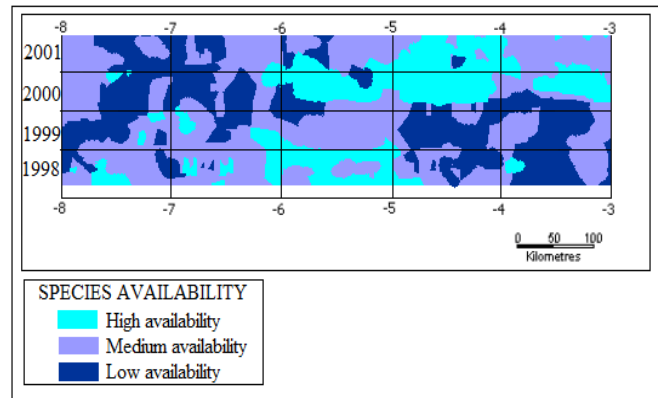 -8 -7 -6 -5 -4 -3
2001
2000
1999
1998
-8 -7 -6 -5 -4 -3
0 50 100
Kilometres
SPECIES AVAILABILITY
High availability
Medium availability
Low availability